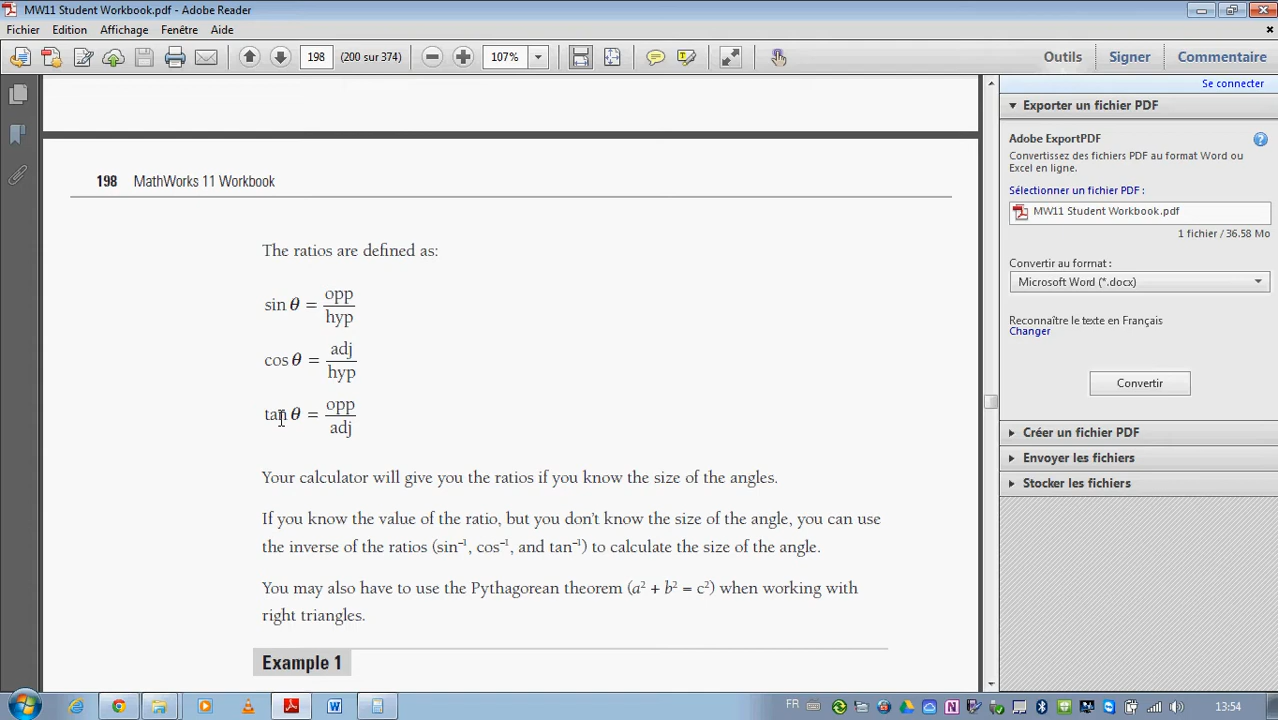 MW11 Student Workbook.pdf - Adobe Reader
Fichier Edition Affichage Fenêtre Aide
198 (200 sur 374) 107% Outils Signer Commentaire
Se connecter
Exporter un fichier PDF
Adobe ExportPDF
Convertissez des fichiers PDF au format Word ou
Excel en ligne.
Sélectionner un fichier PDF :
MW11 Student Workbook.pdf
1 fichier / 36.58 Mo
Convertir au format :
Microsoft Word (*.docx)
Reconnaître le texte en Français
Changer
Convertir
Créer un fichier PDF
Envoyer les fichiers
Stocker les fichiers
198 MathWorks 11 Workbook
The ratios are defined as:
sin θ = opp/hyp
cos θ = adj/hyp
tan θ = opp/adj
Your calculator will give you the ratios if you know the size of the angles.
If you know the value of the ratio, but you don't know the size of the angle, you can use
the inverse of the ratios (sin⁻¹, cos⁻¹, and tan⁻¹) to calculate the size of the angle.
You may also have to use the Pythagorean theorem (a² + b² = c²) when working with
right triangles.
Example 1
FR 13:54